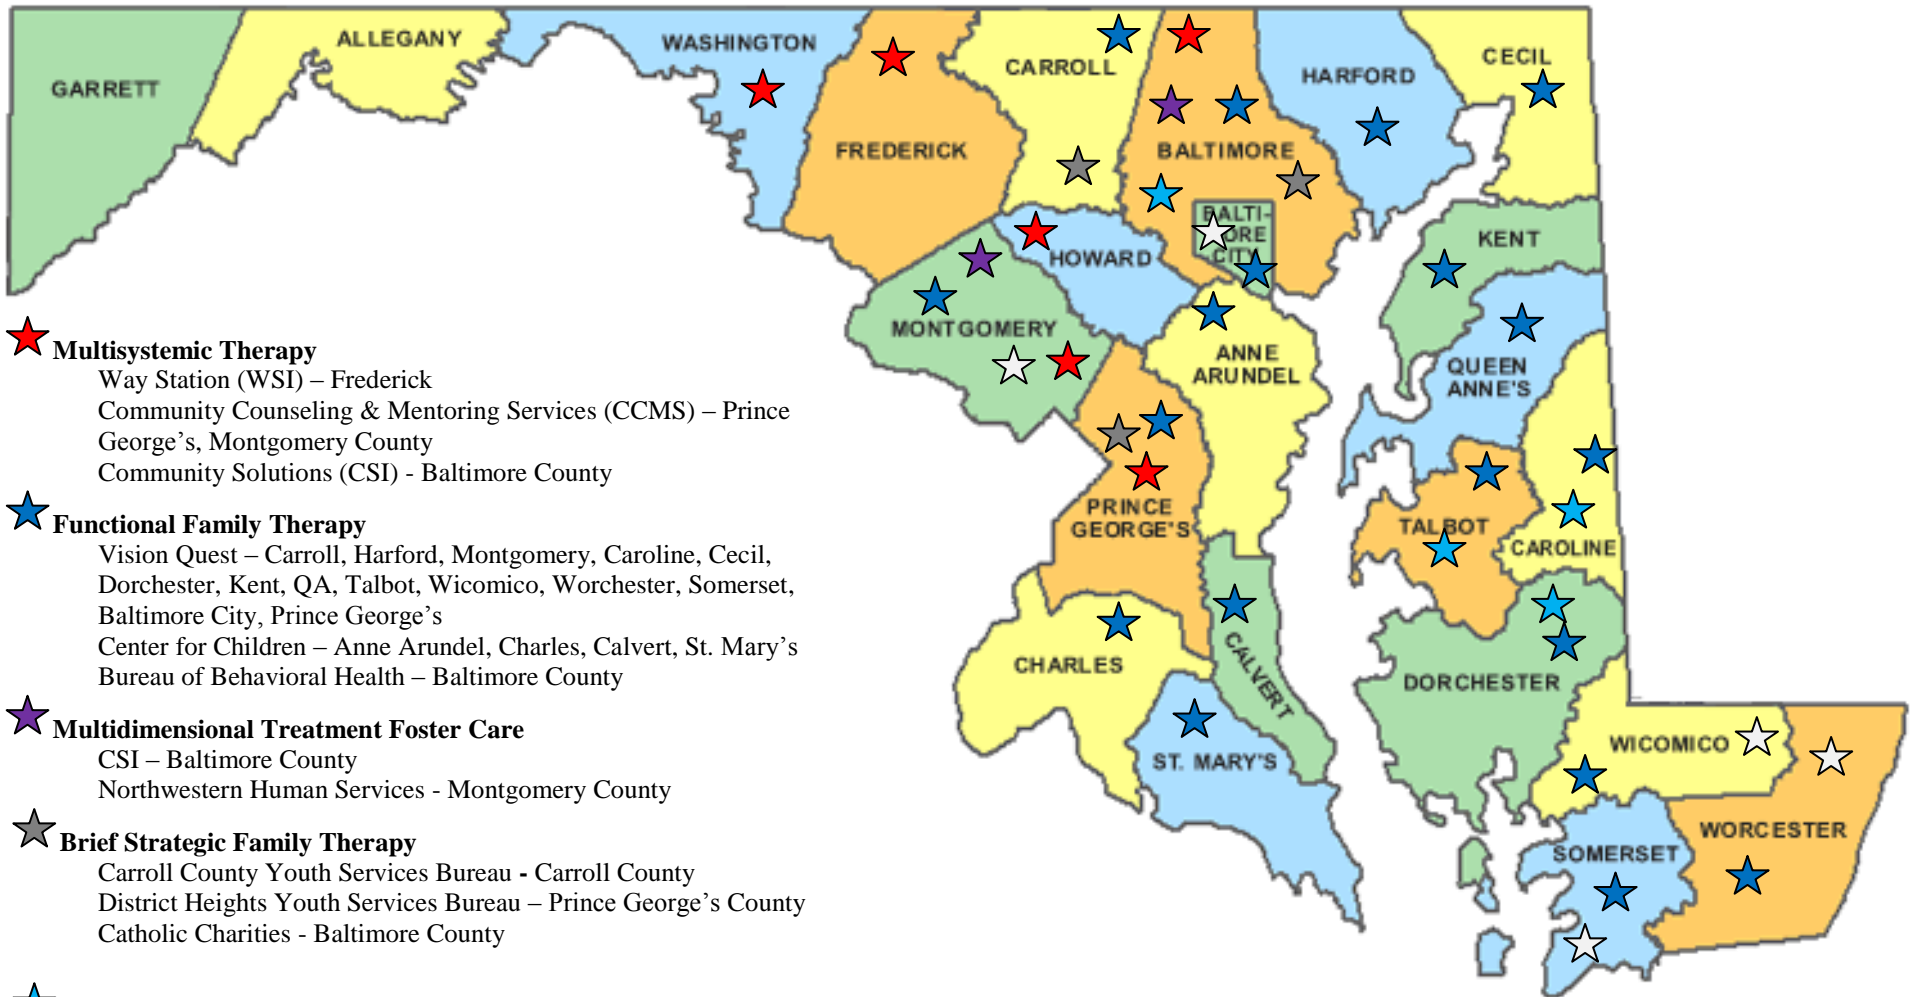 GARRETT
ALLEGANY
WASHINGTON
FREDERICK
CARROLL
BALTIMORE
HARFORD
CECIL
BALTI-
MORE
CITY
HOWARD
MONTGOMERY
ANNE
ARUNDEL
KENT
QUEEN
ANNE'S
PRINCE
GEORGE'S
TALBOT
CAROLINE
CHARLES
CALVERT
DORCHESTER
ST. MARY'S
WICOMICO
SOMERSET
WORCESTER
Multisystemic Therapy
Way Station (WSI) – Frederick
Community Counseling & Mentoring Services (CCMS) – Prince
George’s, Montgomery County
Community Solutions (CSI) - Baltimore County
Functional Family Therapy
Vision Quest – Carroll, Harford, Montgomery, Caroline, Cecil,
Dorchester, Kent, QA, Talbot, Wicomico, Worchester, Somerset,
Baltimore City, Prince George’s
Center for Children – Anne Arundel, Charles, Calvert, St. Mary’s
Bureau of Behavioral Health – Baltimore County
Multidimensional Treatment Foster Care
CSI – Baltimore County
Northwestern Human Services - Montgomery County
Brief Strategic Family Therapy
Carroll County Youth Services Bureau - Carroll County
District Heights Youth Services Bureau – Prince George’s County
Catholic Charities - Baltimore County